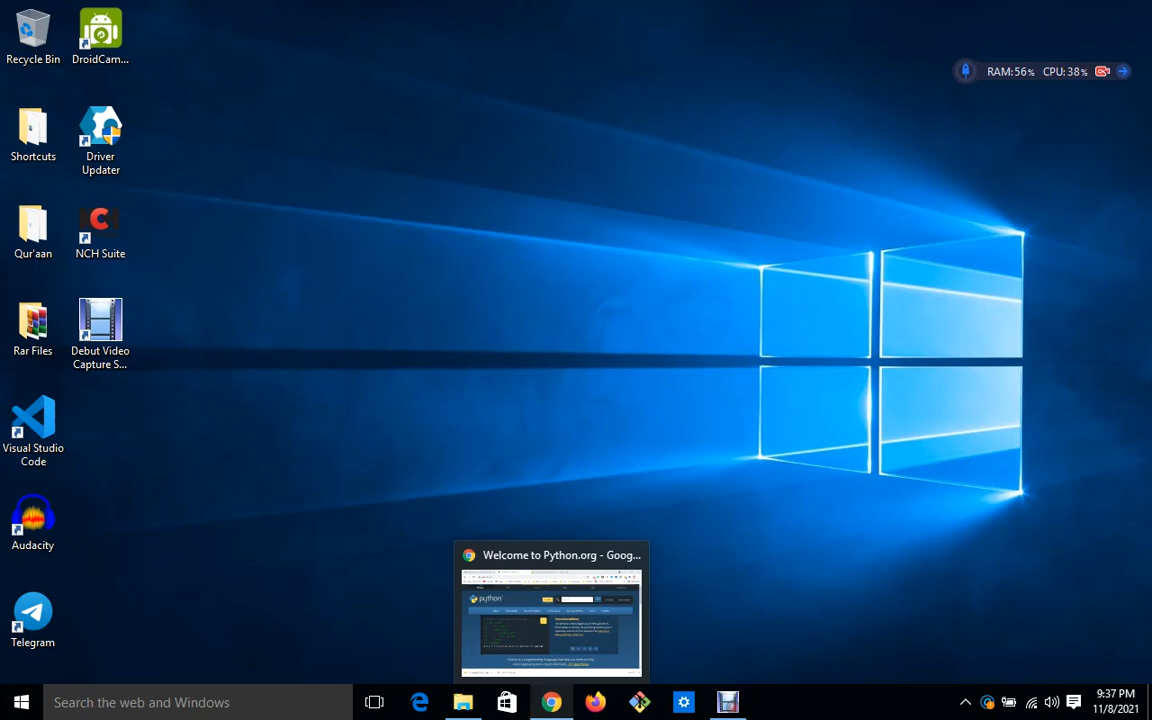 Recycle Bin
DroidCam...
RAM:56% CPU:38%
Shortcuts
Driver
Updater
Qur'aan
NCH Suite
Rar Files
Debut Video
Capture S...
Visual Studio
Code
Audacity
Telegram
Welcome to Python.org - Goog...
python
Search the web and Windows
9:37 PM
11/8/2021